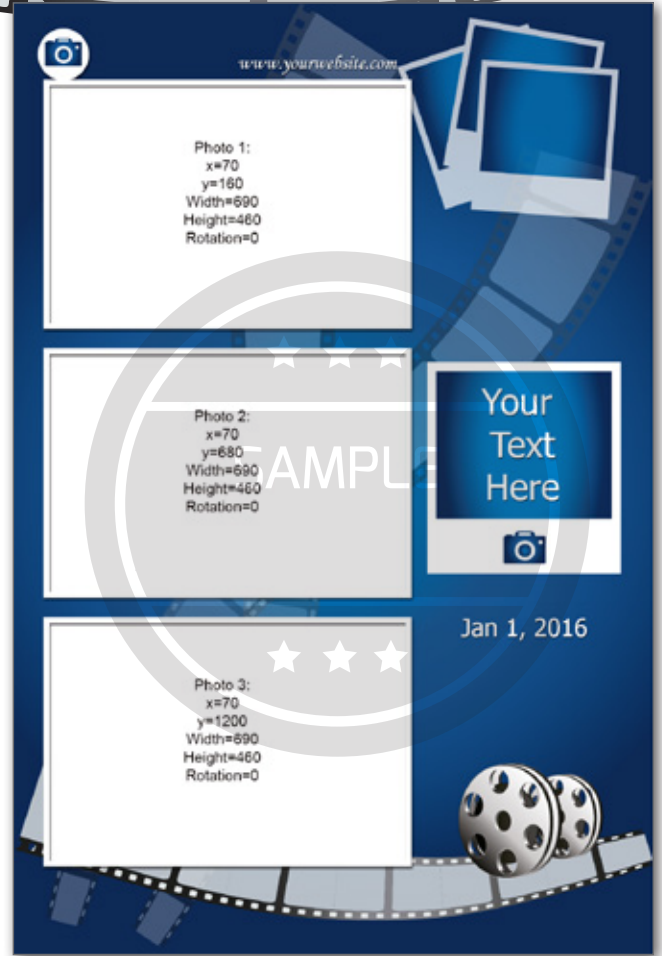 www.yourwebsite.com
Photo 1:
x=70
y=160
Width=690
Height=460
Rotation=0
Photo 2:
x=70
y=680
Width=690
Height=460
Rotation=0
SAMPLE
Your
Text
Here
Jan 1, 2016
Photo 3:
x=70
y=1200
Width=690
Height=460
Rotation=0